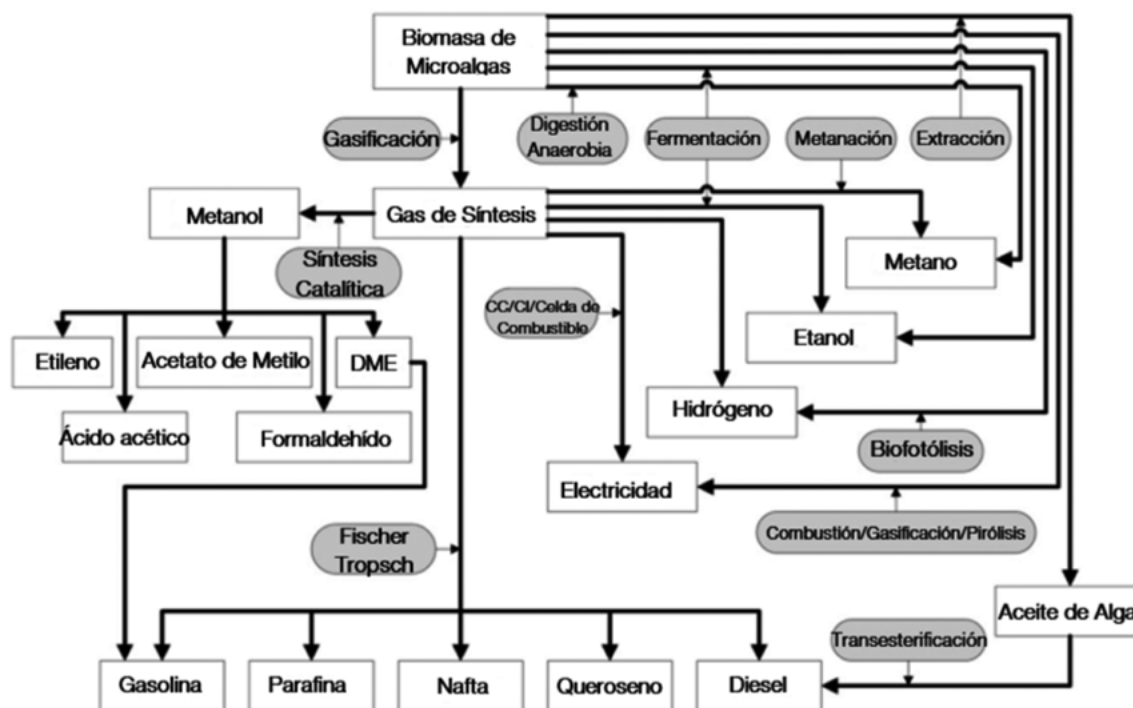 Biomasa de
Microalgas
Gasificación
Digestión
Anaerobia
Fermentación
Metanación
Extracción
Metanol
Gas de Síntesis
Síntesis
Catalítica
Metano
CC/CI/Celda de
Combustible
Etanol
Etileno
Acetato de Metilo
DME
Hidrógeno
Ácido acético
Formaldehído
Biofotólisis
Electricidad
Combustión/Gasificación/Pirólisis
Fischer
Tropsch
Aceite de Alga
Transesterificación
Gasolina
Parafina
Nafta
Queroseno
Diesel